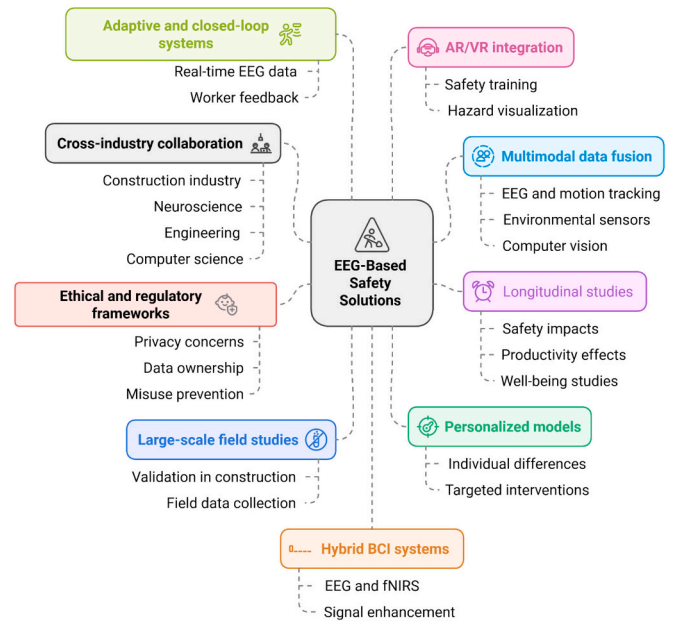 Adaptive and closed-loop
systems
Real-time EEG data
Worker feedback
Cross-industry collaboration
Construction industry
Neuroscience
Engineering
Computer science
Ethical and regulatory
frameworks
Privacy concerns
Data ownership
Misuse prevention
Large-scale field studies
Validation in construction
Field data collection
EEG-Based
Safety
Solutions
AR/VR integration
Safety training
Hazard visualization
Multimodal data fusion
EEG and motion tracking
Environmental sensors
Computer vision
Longitudinal studies
Safety impacts
Productivity effects
Well-being studies
Personalized models
Individual differences
Targeted interventions
Hybrid BCI systems
EEG and fNIRS
Signal enhancement